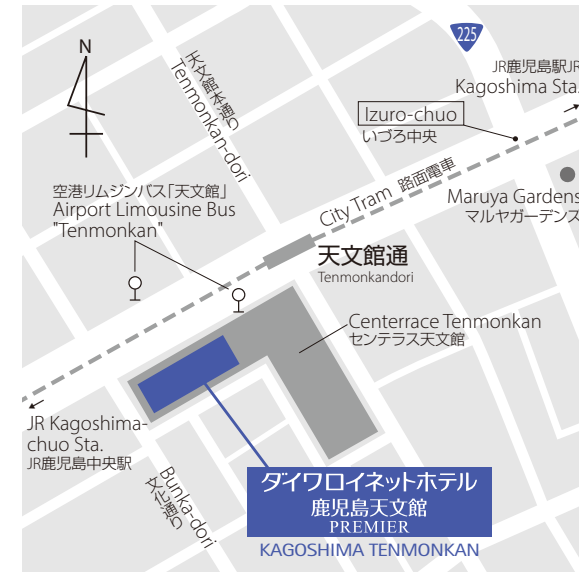 N
225
天文館本通り
Tenmonkan-dori
JR鹿児島駅JR
Kagoshima Sta.
Izuro-chuo
いづろ中央
City Tram 路面電車
空港リムジンバス「天文館」
Airport Limousine Bus
"Tenmonkan"
Maruya Gardens
マルヤガーデンズ
天文館通
Tenmonkandori
Centerrace Tenmonkan
センテラス天文館
JR Kagoshima-
chuo Sta.
JR鹿児島中央駅
Bunka-dori
文化通り
ダイワロイネットホテル
鹿児島天文館
PREMIER
KAGOSHIMA TENMONKAN